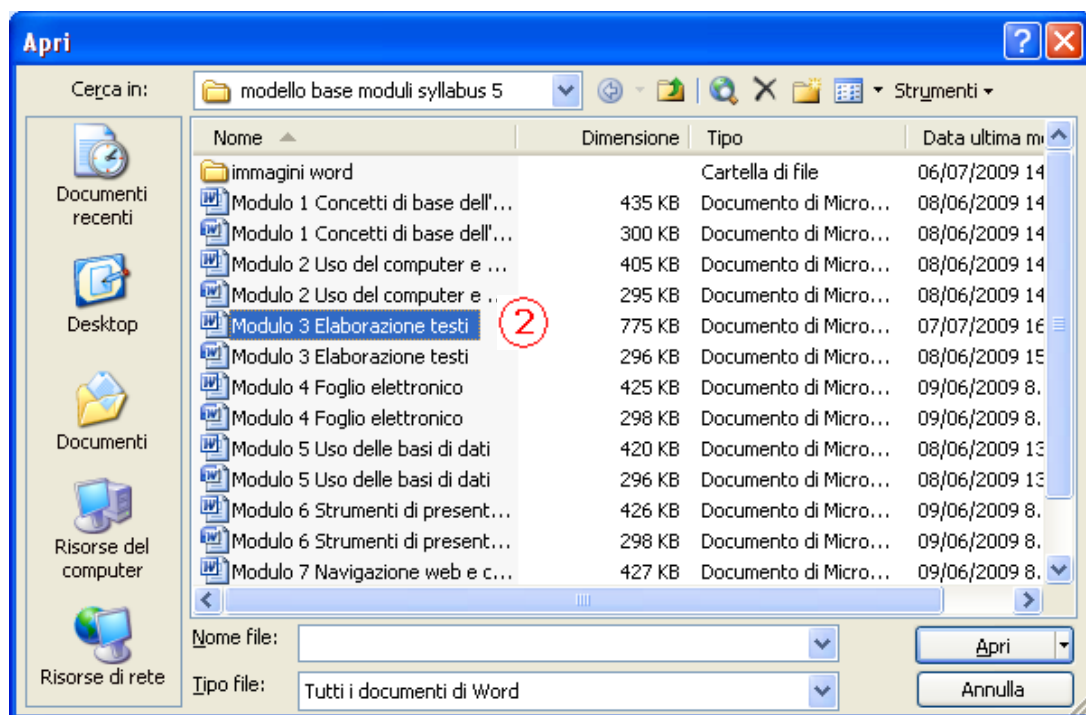 Apri
Cerca in: modello base moduli syllabus 5 Strumenti
Nome Dimensione Tipo Data ultima m
immagini word Cartella di file 06/07/2009 14
Modulo 1 Concetti di base dell'... 435 KB Documento di Micro... 08/06/2009 14
Modulo 1 Concetti di base dell'... 300 KB Documento di Micro... 08/06/2009 14
Modulo 2 Uso del computer e ... 405 KB Documento di Micro... 08/06/2009 14
Modulo 2 Uso del computer e .. 295 KB Documento di Micro... 08/06/2009 14
Modulo 3 Elaborazione testi 2 775 KB Documento di Micro... 07/07/2009 16
Modulo 3 Elaborazione testi 296 KB Documento di Micro... 08/06/2009 15
Modulo 4 Foglio elettronico 425 KB Documento di Micro... 09/06/2009 8.
Modulo 4 Foglio elettronico 298 KB Documento di Micro... 09/06/2009 8.
Modulo 5 Uso delle basi di dati 420 KB Documento di Micro... 08/06/2009 13
Modulo 5 Uso delle basi di dati 296 KB Documento di Micro... 08/06/2009 13
Modulo 6 Strumenti di present... 426 KB Documento di Micro... 09/06/2009 8.
Modulo 6 Strumenti di present... 298 KB Documento di Micro... 09/06/2009 8.
Modulo 7 Navigazione web e c... 427 KB Documento di Micro... 09/06/2009 8.
Documenti
recenti
Desktop
Documenti
Risorse del
computer
Risorse di rete
Nome file: Apri
Tipo file: Tutti i documenti di Word Annulla